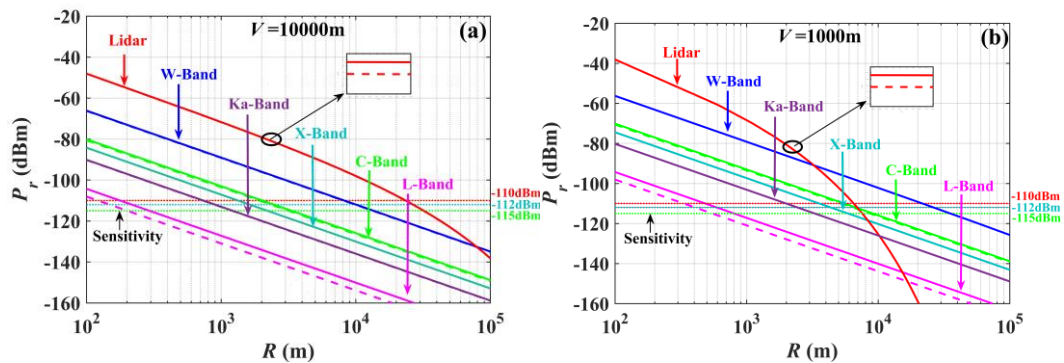 V = 10000m
(a)
Lidar
W-Band
Ka-Band
X-Band
C-Band
L-Band
Sensitivity
-110dBm
-112dBm
-115dBm
-20
-40
-60
-80
-100
-120
-140
-160
P_r (dBm)
10^2
10^3
10^4
10^5
R (m)
V = 1000m
(b)
Lidar
W-Band
Ka-Band
X-Band
C-Band
L-Band
Sensitivity
-110dBm
-112dBm
-115dBm
-20
-40
-60
-80
-100
-120
-140
-160
P_r (dBm)
10^2
10^3
10^4
10^5
R (m)